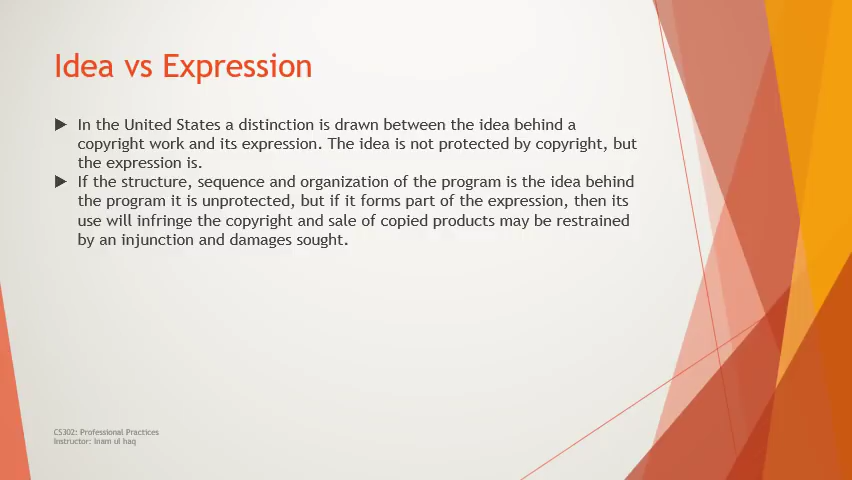 Idea vs Expression
In the United States a distinction is drawn between the idea behind a
copyright work and its expression. The idea is not protected by copyright, but
the expression is.
If the structure, sequence and organization of the program is the idea behind
the program it is unprotected, but if it forms part of the expression, then its
use will infringe the copyright and sale of copied products may be restrained
by an injunction and damages sought.
CS302: Professional Practices
Instructor: Inam ul haq